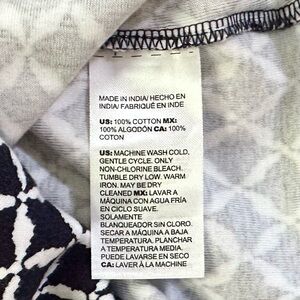 MADE IN INDIA/ HECHO EN
INDIA/ FABRIQUÉ EN INDE
US: 100% COTTON MX:
100% ALGODÓN CA: 100%
COTON
US: MACHINE WASH COLD,
GENTLE CYCLE. ONLY
NON-CHLORINE BLEACH.
TUMBLE DRY LOW. WARM
IRON. MAY BE DRY
CLEANED MX: LAVAR A
MÁQUINA CON AGUA FRÍA
EN CICLO SUAVE.
SOLAMENTE
BLANQUEADOR SIN CLORO.
SECAR A MÁQUINA A BAJA
TEMPERATURA. PLANCHAR
A TEMPERATURA MEDIA.
PUEDE LAVARSE EN SECO
CA: LAVER À LA MACHINE